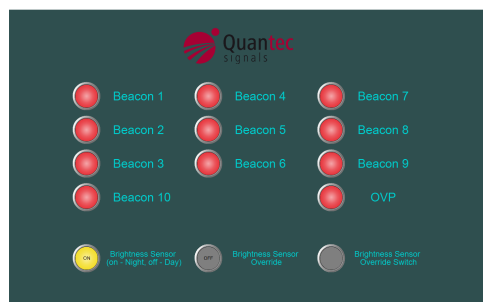 Quantec
signals
Beacon 1
Beacon 4
Beacon 7
Beacon 2
Beacon 5
Beacon 8
Beacon 3
Beacon 6
Beacon 9
Beacon 10
OVP
ON
Brightness Sensor
(on - Night, off - Day)
OFF
Brightness Sensor
Override
Brightness Sensor
Override Switch